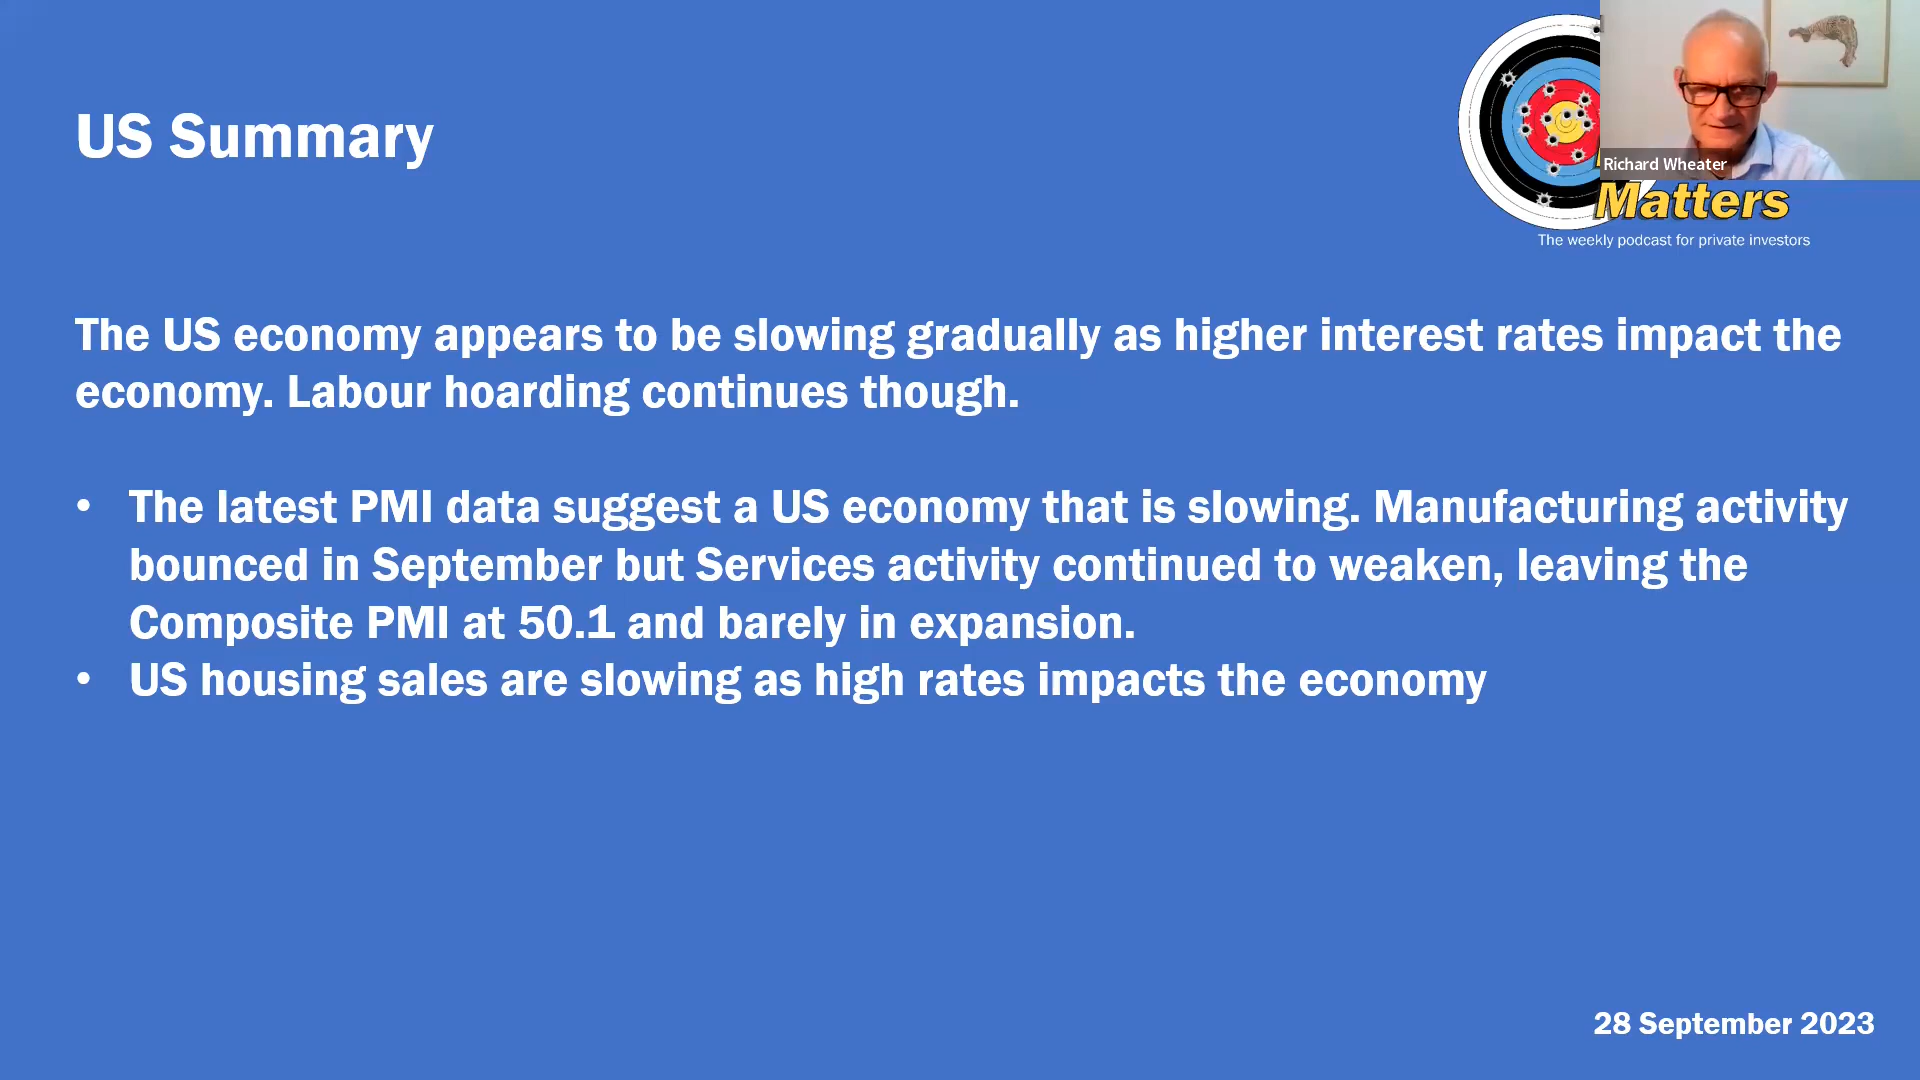 US Summary
Richard Wheater
Matters
The weekly podcast for private investors
The US economy appears to be slowing gradually as higher interest rates impact the
economy. Labour hoarding continues though.
• The latest PMI data suggest a US economy that is slowing. Manufacturing activity
bounced in September but Services activity continued to weaken, leaving the
Composite PMI at 50.1 and barely in expansion.
• US housing sales are slowing as high rates impacts the economy
28 September 2023